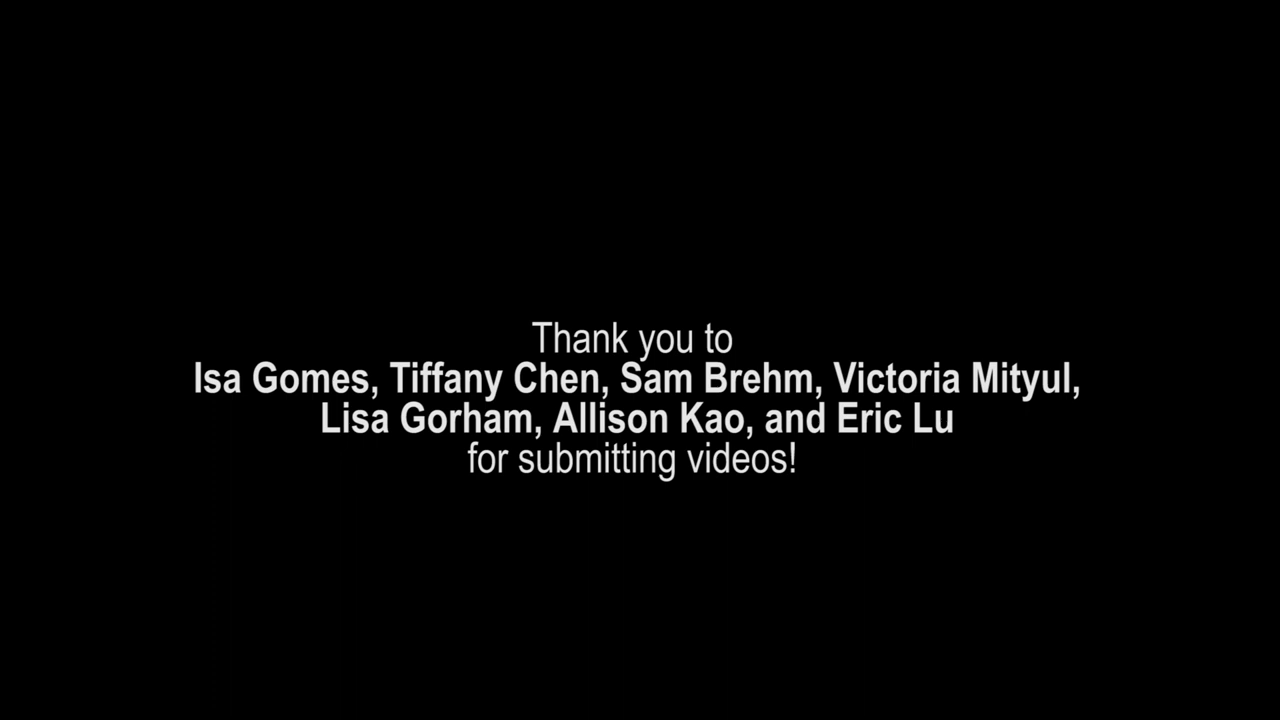 Thank you to
Isa Gomes, Tiffany Chen, Sam Brehm, Victoria Mityul,
Lisa Gorham, Allison Kao, and Eric Lu
for submitting videos!